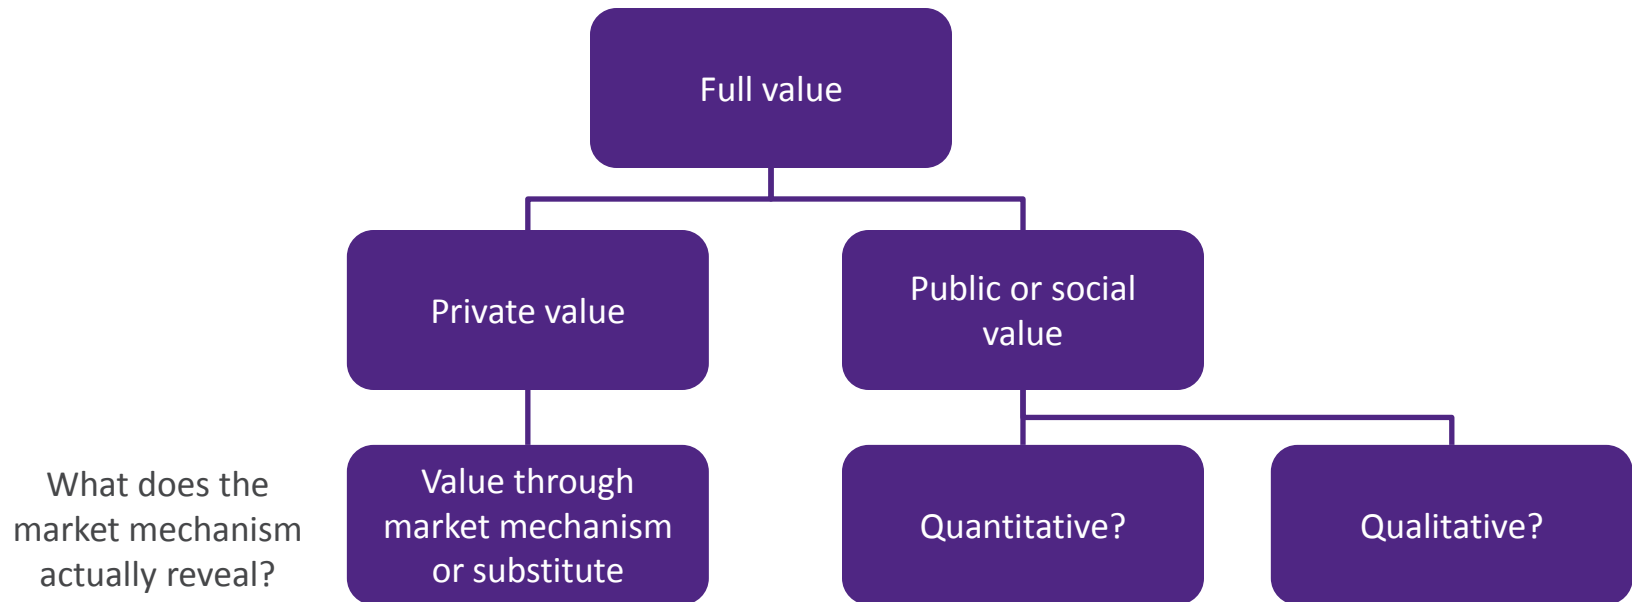 Full value
Private value
Public or social
value
What does the
market mechanism
actually reveal?
Value through
market mechanism
or substitute
Quantitative?
Qualitative?